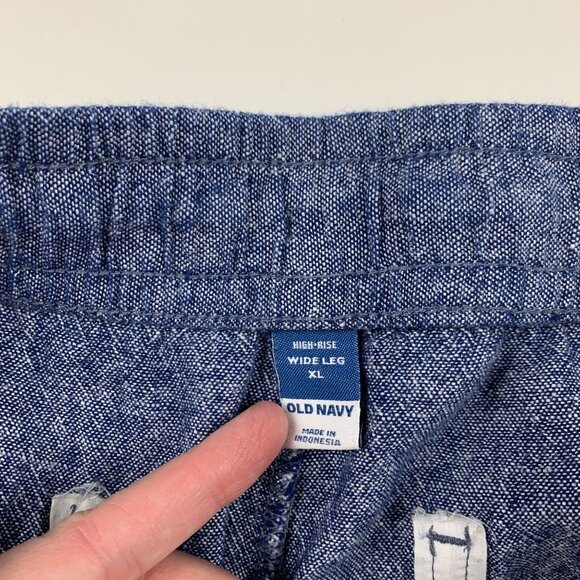 HIGH-RISE
WIDE LEG
XL
OLD NAVY
MADE IN
INDONESIA